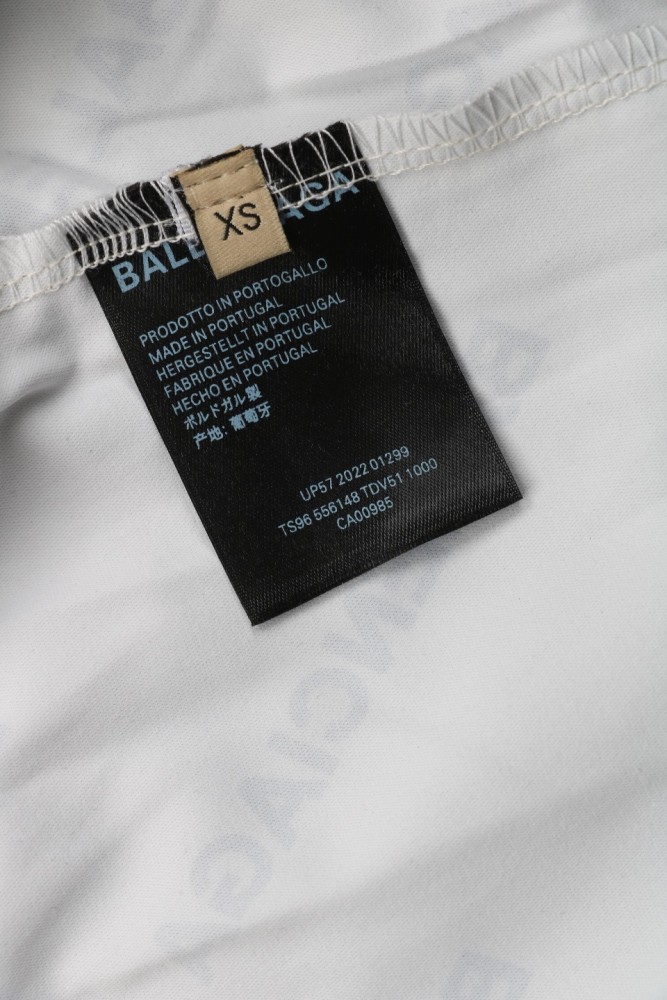 XS
BALE AGA
PRODOTTO IN PORTOGALLO
MADE IN PORTUGAL
HERGESTELLT IN PORTUGAL
FABRIQUE EN PORTUGAL
HECHO EN PORTUGAL
ポルトガル製
产地: 葡萄牙
UP57 2022 01299
TS96 556148 TDV51 1000
CA00985